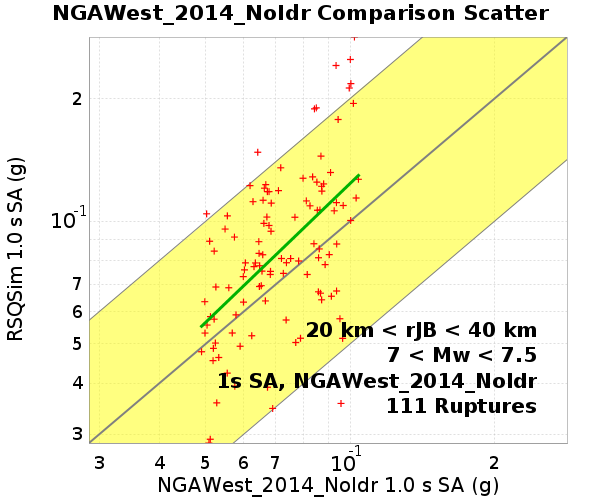 NGAWest_2014_NoIdr Comparison Scatter
RSQSim 1.0 s SA (g)
2
10⁻¹
7
6
5
4
3
20 km < rJB < 40 km
7 < Mw < 7.5
1s SA, NGAWest_2014_NoIdr
111 Ruptures
3 4 5 6 7 10⁻¹ 2
NGAWest_2014_NoIdr 1.0 s SA (g)